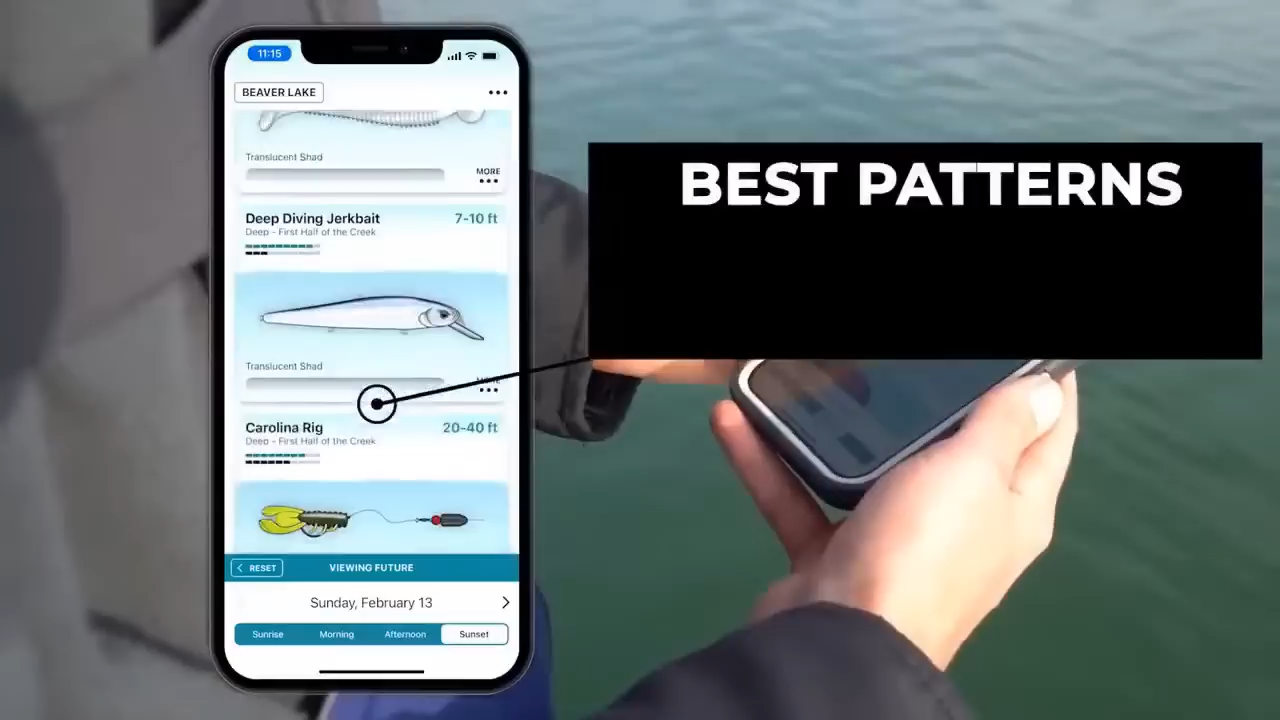 11:15
BEAVER LAKE
Translucent Shad
MORE
Deep Diving Jerkbait 7-10 ft
Deep - First Half of the Creek
Translucent Shad
MORE
Carolina Rig 20-40 ft
Deep - First Half of the Creek
RESET VIEWING FUTURE
Sunday, February 13
Sunrise Morning Afternoon Sunset
BEST PATTERNS